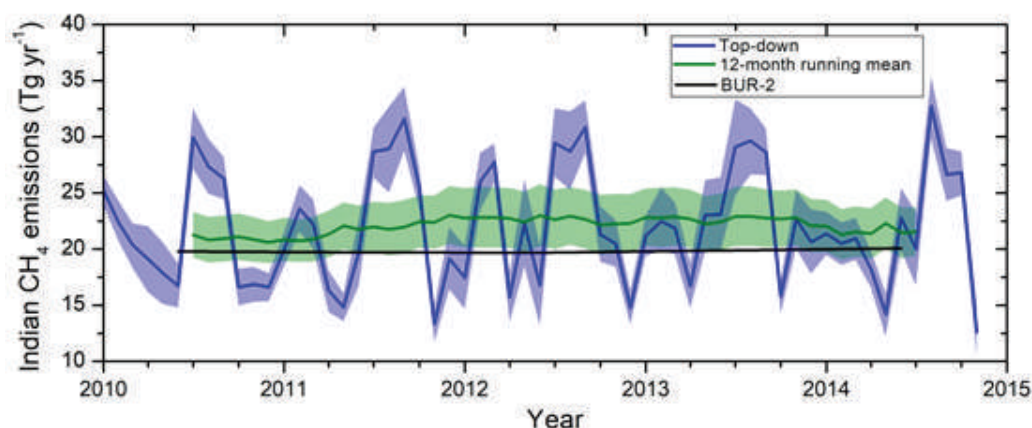 40
35
30
25
20
15
10
Indian CH4 emissions (Tg yr-1)
Top-down
12-month running mean
BUR-2
2010 2011 2012 2013 2014 2015
Year